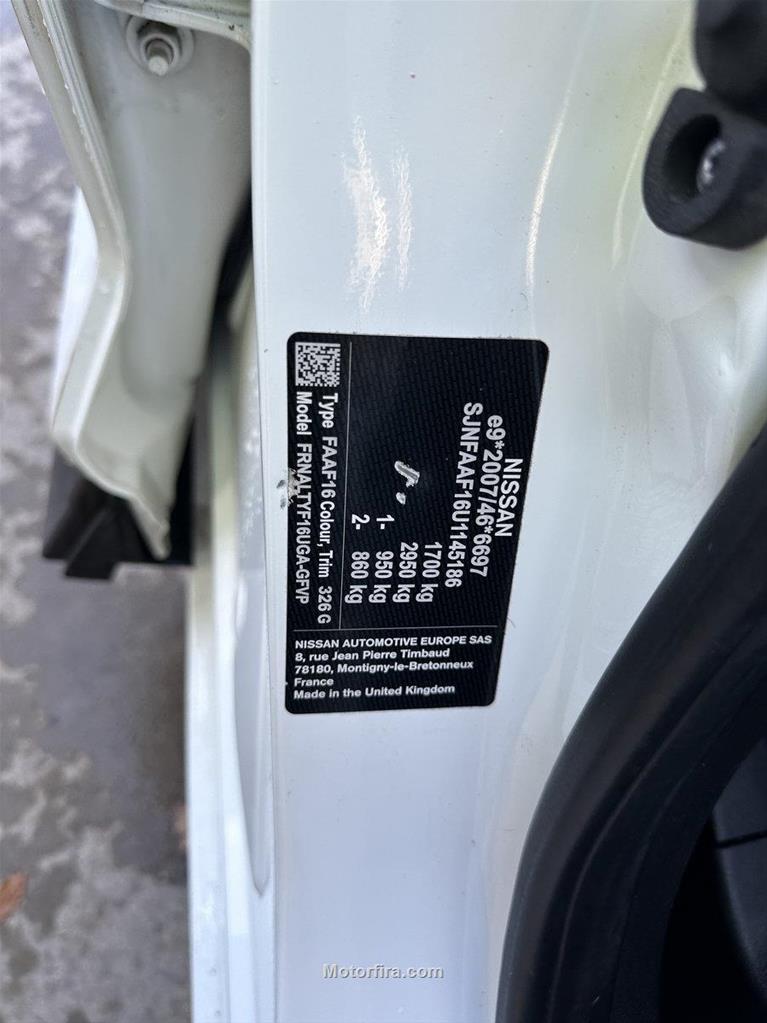 NISSAN
e9*2007/46*6697
SJNFAAF16U1145186
1700 kg
2950 kg
1- 950 kg
2- 860 kg
Type FAAF16 Colour, Trim 326 G
Model FRNALTYF16UGA-GFVP
NISSAN AUTOMOTIVE EUROPE SAS
8, rue Jean Pierre Timbaud
78180, Montigny-le-Bretonneux
France
Made in the United Kingdom
Motorfira.com